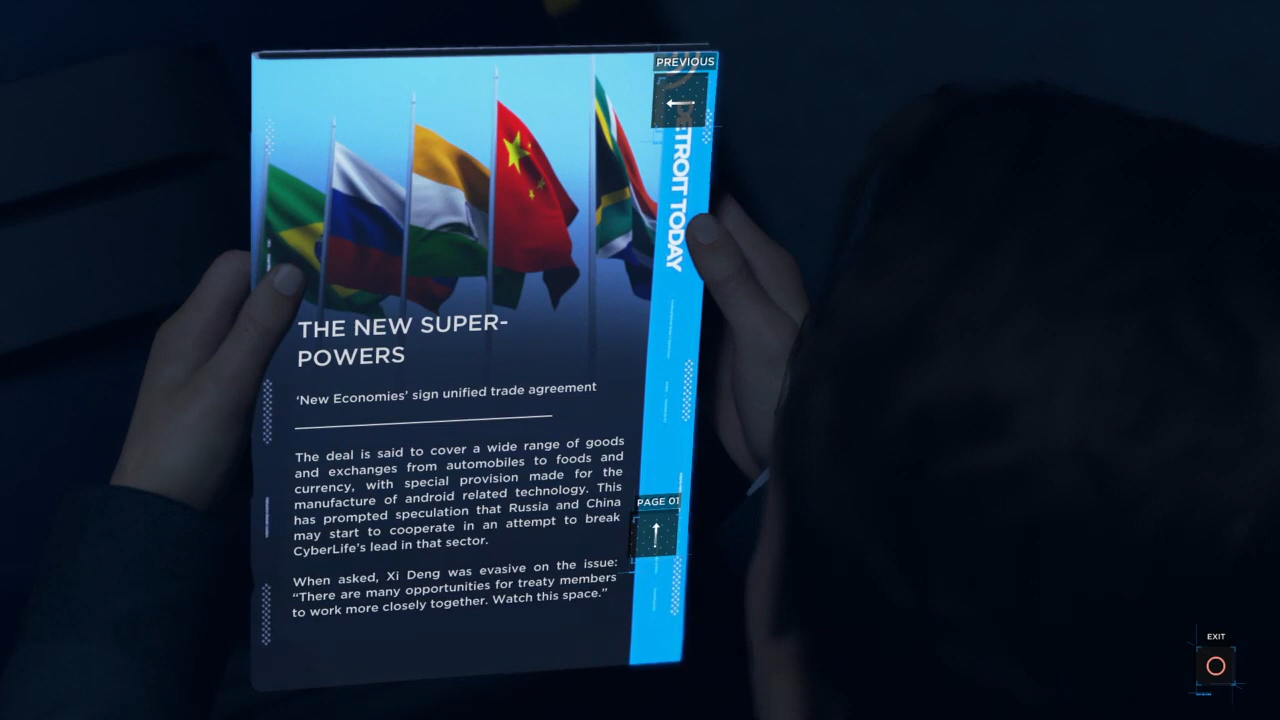 PREVIOUS
DETROIT TODAY
THE NEW SUPER-
POWERS
‘New Economies’ sign unified trade agreement
The deal is said to cover a wide range of goods
and exchanges from automobiles to foods and
currency, with special provision made for the
manufacture of android related technology. This
has prompted speculation that Russia and China
may start to cooperate in an attempt to break
CyberLife’s lead in that sector.
When asked, Xi Deng was evasive on the issue:
“There are many opportunities for treaty members
to work more closely together. Watch this space.”
PAGE 01
EXIT